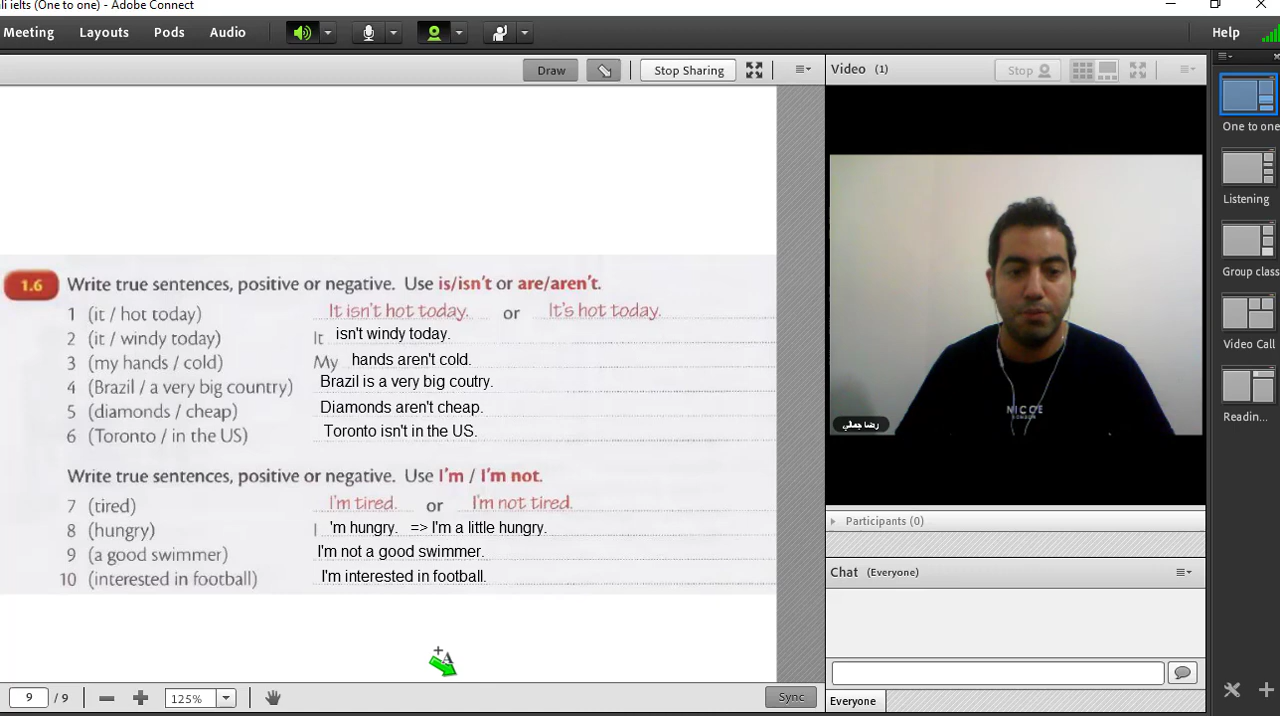 li ielts (One to one) - Adobe Connect
Meeting Layouts Pods Audio Help
Draw Stop Sharing
Video (1) Stop
One to one
1.6 Write true sentences, positive or negative. Use is/isn't or are/aren't.
1 (it / hot today) It isn't hot today. or It's hot today.
2 (it / windy today) It isn't windy today.
3 (my hands / cold) My hands aren't cold.
4 (Brazil / a very big country) Brazil is a very big coutry.
5 (diamonds / cheap) Diamonds aren't cheap.
6 (Toronto / in the US) Toronto isn't in the US.
Write true sentences, positive or negative. Use I'm / I'm not.
7 (tired) I'm tired. or I'm not tired.
8 (hungry) I 'm hungry. => I'm a little hungry.
9 (a good swimmer) I'm not a good swimmer.
10 (interested in football) I'm interested in football.
A
9 / 9 125% Sync
رضا جمالي
NICCE
LONDON
Participants (0)
Chat (Everyone)
Everyone
Listening
Group class
Video Call
Readin...